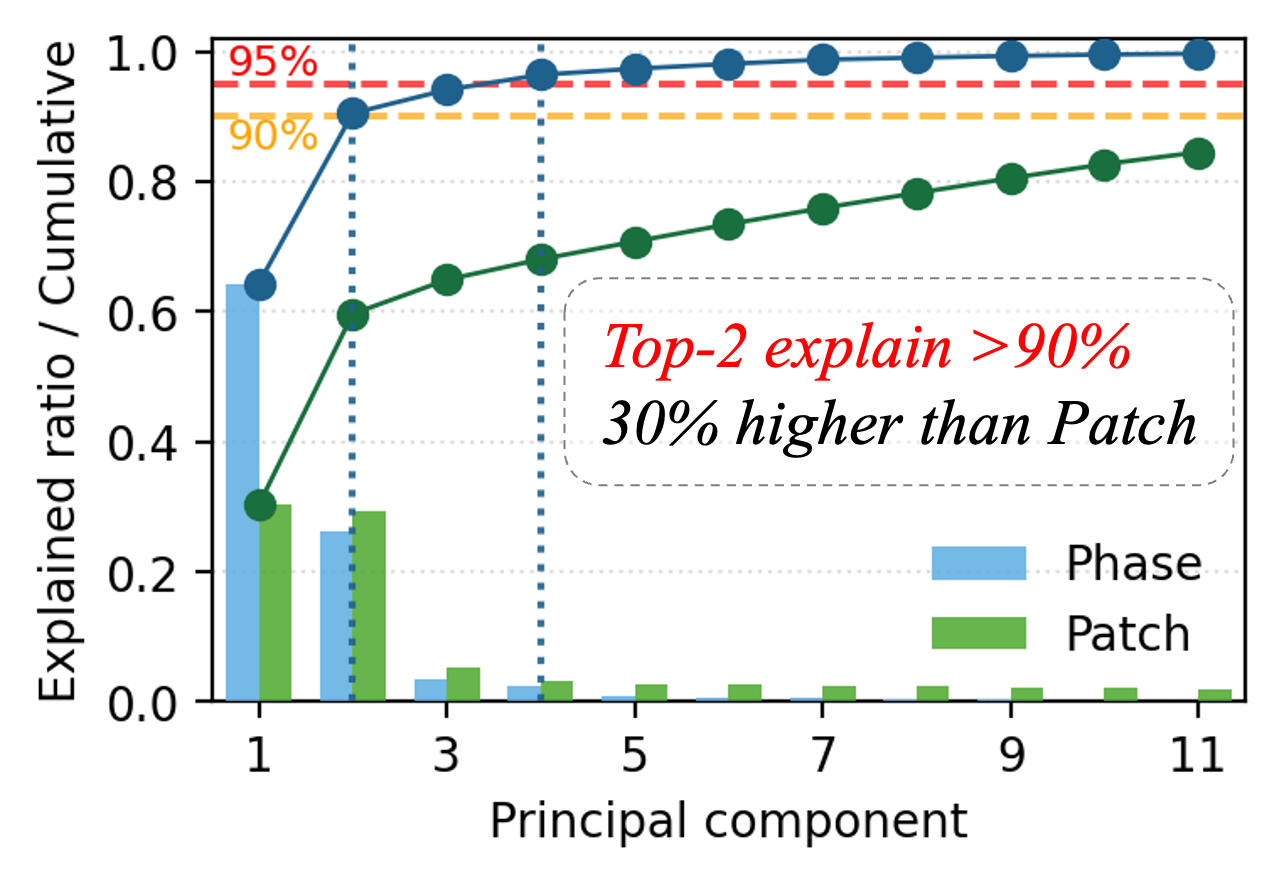 Explained ratio / Cumulative
1.0
0.8
0.6
0.4
0.2
0.0
95%
90%
Top-2 explain >90%
30% higher than Patch
Phase
Patch
1 3 5 7 9 11
Principal component